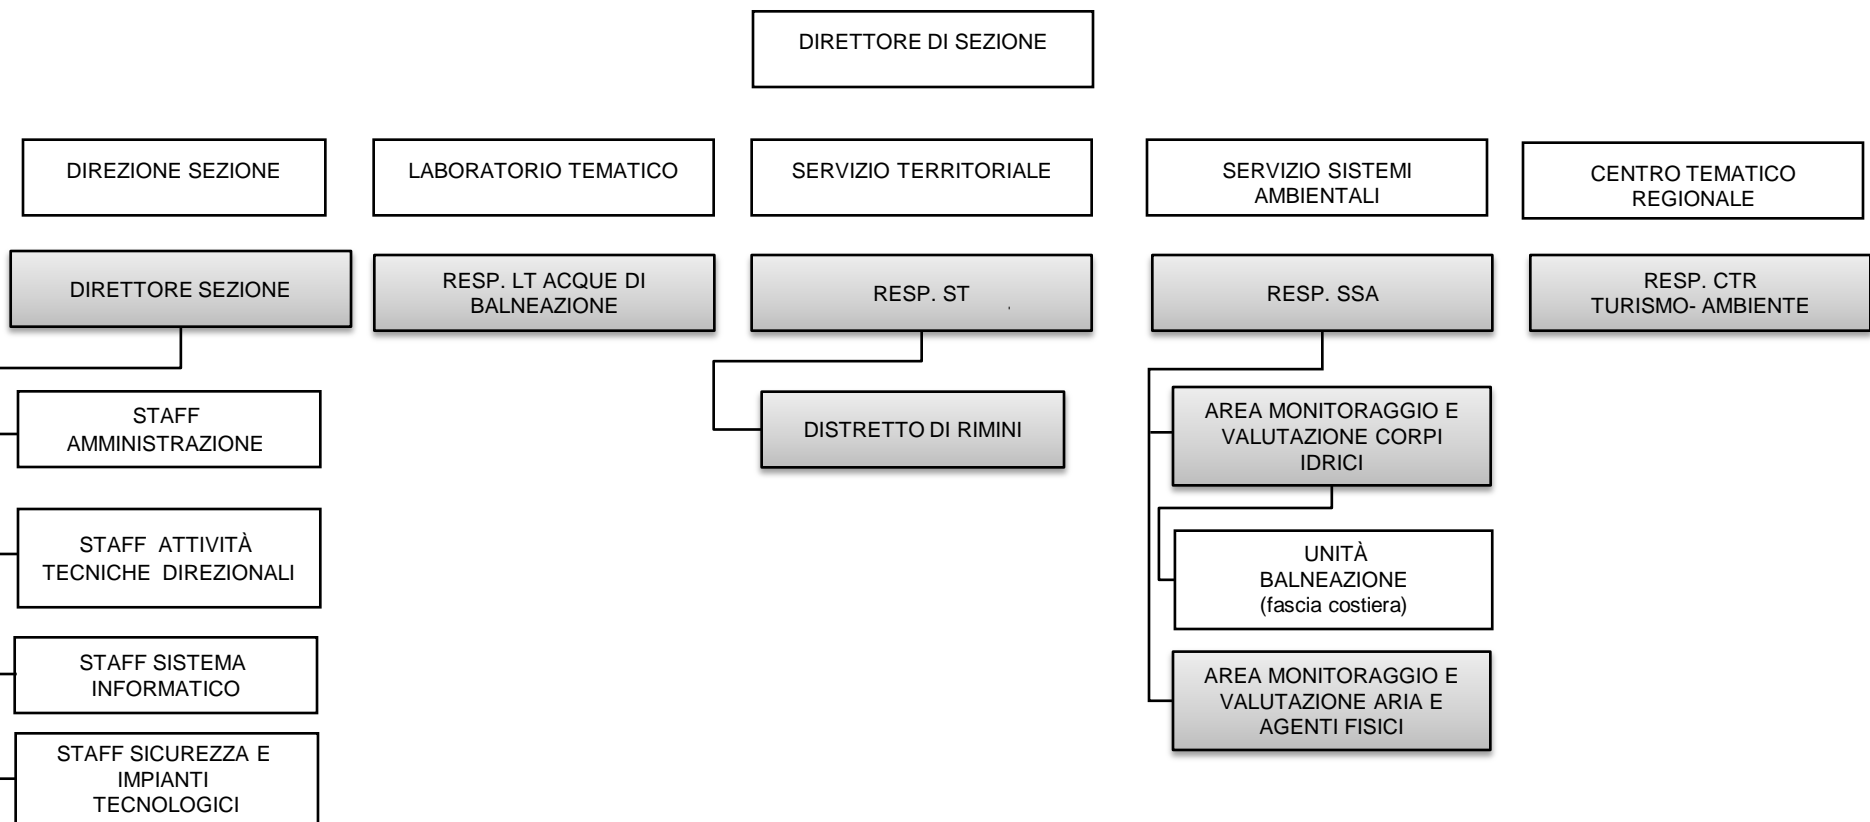 DIRETTORE DI SEZIONE
DIREZIONE SEZIONE
LABORATORIO TEMATICO
SERVIZIO TERRITORIALE
SERVIZIO SISTEMI
AMBIENTALI
CENTRO TEMATICO
REGIONALE
DIRETTORE SEZIONE
RESP. LT ACQUE DI
BALNEAZIONE
RESP. ST
RESP. SSA
RESP. CTR
TURISMO- AMBIENTE
STAFF
AMMINISTRAZIONE
DISTRETTO DI RIMINI
AREA MONITORAGGIO E
VALUTAZIONE CORPI
IDRICI
STAFF ATTIVITÀ
TECNICHE DIREZIONALI
UNITÀ
BALNEAZIONE
(fascia costiera)
STAFF SISTEMA
INFORMATICO
AREA MONITORAGGIO E
VALUTAZIONE ARIA E
AGENTI FISICI
STAFF SICUREZZA E
IMPIANTI
TECNOLOGICI